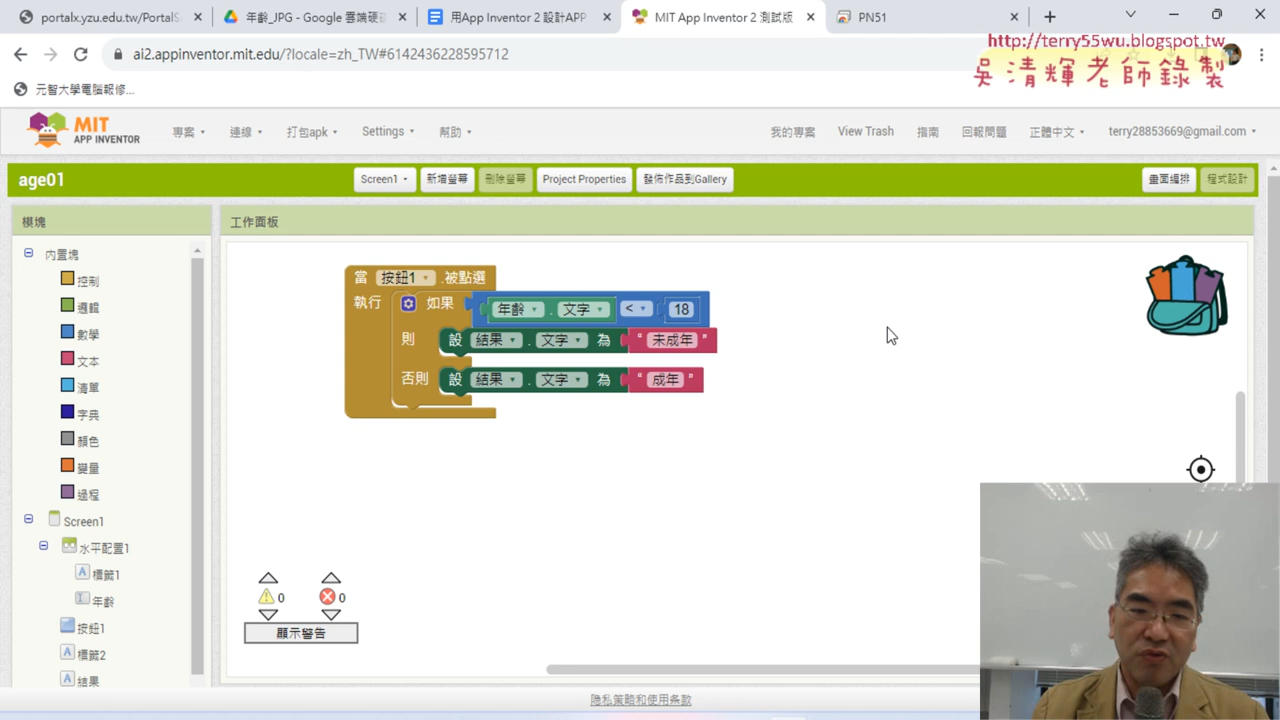 portalx.yzu.edu.tw/PortalS
年齡_JPG - Google 雲端硬
用App Inventor 2 設計APP
MIT App Inventor 2 測試版
PN51
ai2.appinventor.mit.edu/?locale=zh_TW#6142436228595712
http://terry55wu.blogspot.tw
吳清輝老師錄製
元智大學電腦報修...
MIT
APP INVENTOR
專案
連線
打包apk
Settings
幫助
我的專案
View Trash
指南
回報問題
正體中文
terry28853669@gmail.com
age01
Screen1
新增螢幕
刪除螢幕
Project Properties
發佈作品到Gallery
畫面編排
程式設計
模塊
工作面板
內置塊
控制
邏輯
數學
文本
清單
字典
顏色
變量
過程
Screen1
水平配置1
標籤1
年齡
按鈕1
標籤2
結果
當 按鈕1 .被點選
執行 如果 年齡 . 文字 < 18
則 設 結果 . 文字 為 “ 未成年 ”
否則 設 結果 . 文字 為 “ 成年 ”
0
0
顯示警告
隐私策略和使用条款